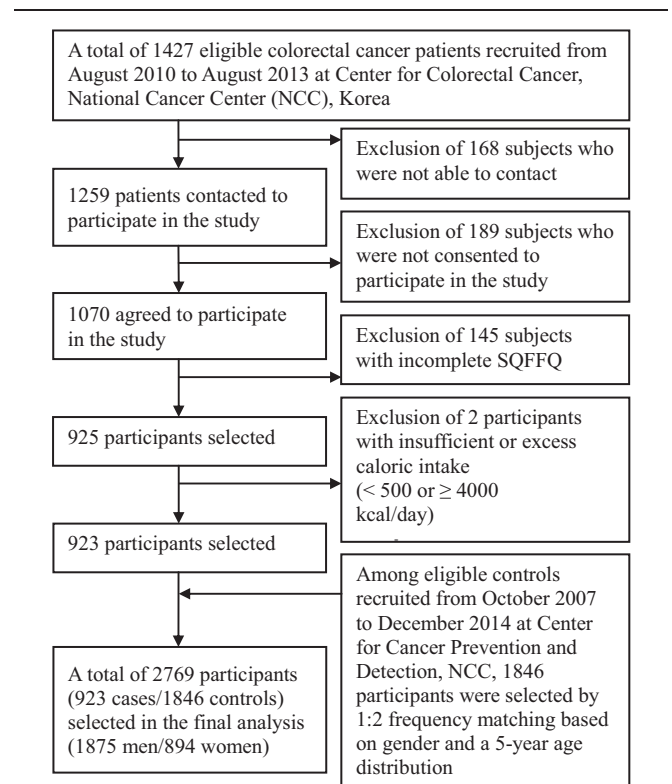 A total of 1427 eligible colorectal cancer patients recruited from
August 2010 to August 2013 at Center for Colorectal Cancer,
National Cancer Center (NCC), Korea
Exclusion of 168 subjects who
were not able to contact
1259 patients contacted to
participate in the study
Exclusion of 189 subjects who
were not consented to
participate in the study
1070 agreed to participate
in the study
Exclusion of 145 subjects
with incomplete SQFFQ
925 participants selected
Exclusion of 2 participants
with insufficient or excess
caloric intake
(< 500 or ≥ 4000
kcal/day)
923 participants selected
Among eligible controls
recruited from October 2007
to December 2014 at Center
for Cancer Prevention and
Detection, NCC, 1846
participants were selected by
1:2 frequency matching based
on gender and a 5-year age
distribution
A total of 2769 participants
(923 cases/1846 controls)
selected in the final analysis
(1875 men/894 women)